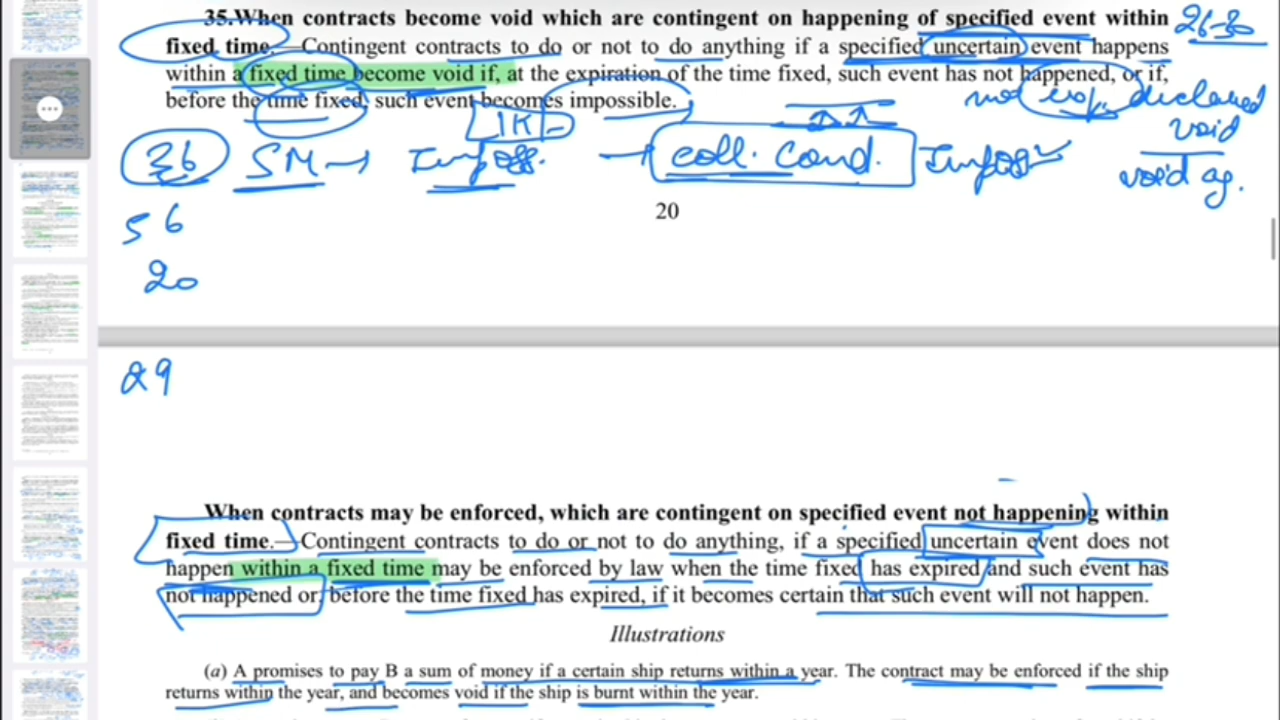 35.When contracts become void which are contingent on happening of specified event within
fixed time.—Contingent contracts to do or not to do anything if a specified uncertain event happens
within a fixed time become void if, at the expiration of the time fixed, such event has not happened, or if,
before the time fixed, such event becomes impossible.
26-30
not declared
void
void ag.
1K
36 SM → Imposs. → coll. Cond. Imposs
56
20
20
29
When contracts may be enforced, which are contingent on specified event not happening within
fixed time.—Contingent contracts to do or not to do anything, if a specified uncertain event does not
happen within a fixed time may be enforced by law when the time fixed has expired and such event has
not happened or, before the time fixed has expired, if it becomes certain that such event will not happen.
Illustrations
(a) A promises to pay B a sum of money if a certain ship returns within a year. The contract may be enforced if the ship
returns within the year, and becomes void if the ship is burnt within the year.